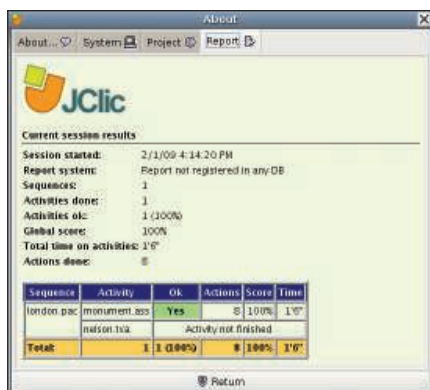 About
About... System Project Report
JClic
Current session results
Session started: 2/1/09 4:14:20 PM
Report system: Report not registered in any DB
Sequences: 1
Activities done: 1
Activities ok: 1 (100%)
Global score: 100%
Total time on activities: 1'6"
Actions done: 8
Sequence Activity Ok Actions Score Time
london.pac monument.ass Yes 8 100% 1'6"
nelson.txa Activity not finished
Total: 1 1 (100%) 8 100% 1'6"
Return